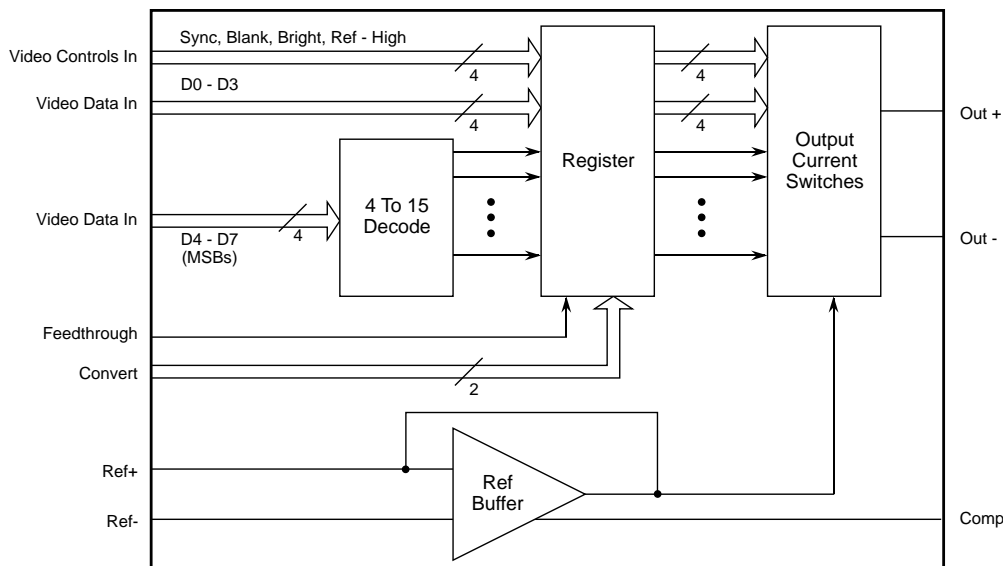 Sync, Blank, Bright, Ref - High
Video Controls In
4
4
D0 - D3
Video Data In
4
4
Out +
Register
Output
Current
Switches
4 To 15
Decode
Video Data In
4
D4 - D7
(MSBs)
Out -
Feedthrough
Convert
2
Ref+
Ref
Buffer
Ref-
Comp